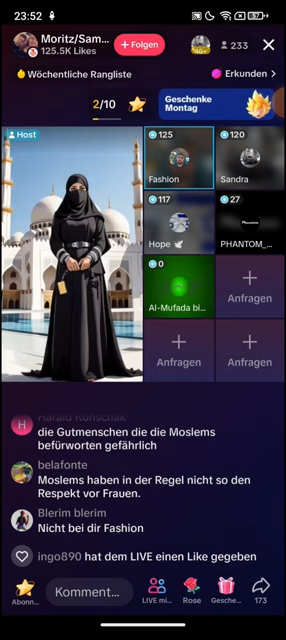 23:52
57
Moritz/Sam...
125.5K Likes
+ Folgen
233
Wöchentliche Rangliste
Erkunden >
2/10
Geschenke
Montag
Host
125
Fashion
120
Sandra
117
Hope
27
PHANTOM_...
0
Al-Mufada bi...
+
Anfragen
+
Anfragen
+
Anfragen
H
Harald Konschak
die Gutmenschen die die Moslems
befürworten gefährlich
belafonte
Moslems haben in der Regel nicht so den
Respekt vor Frauen.
Blerim blerim
Nicht bei dir Fashion
ingo890 hat dem LIVE einen Like gegeben
Komment...
Abonn...
LIVE mi...
Rose
Gesche...
173